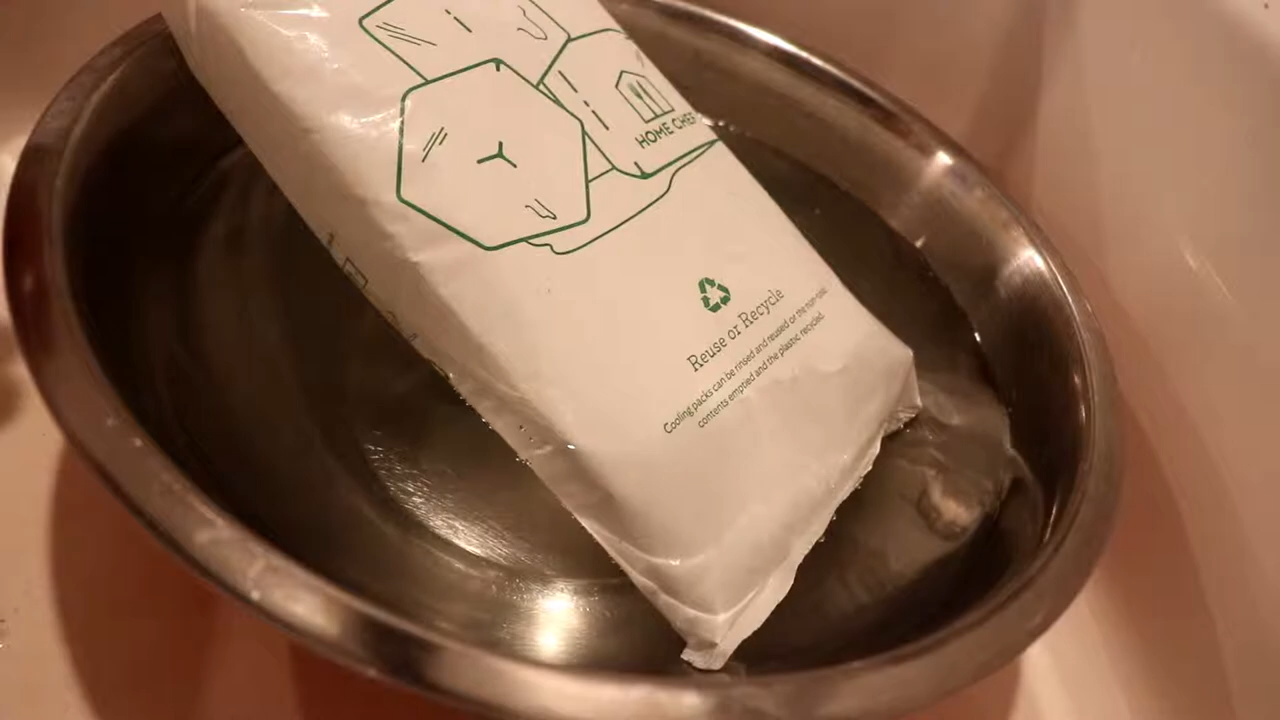 HOME CHEF
Reuse or Recycle
Cooling packs can be rinsed and reused or the non-toxic
contents emptied and the plastic recycled.